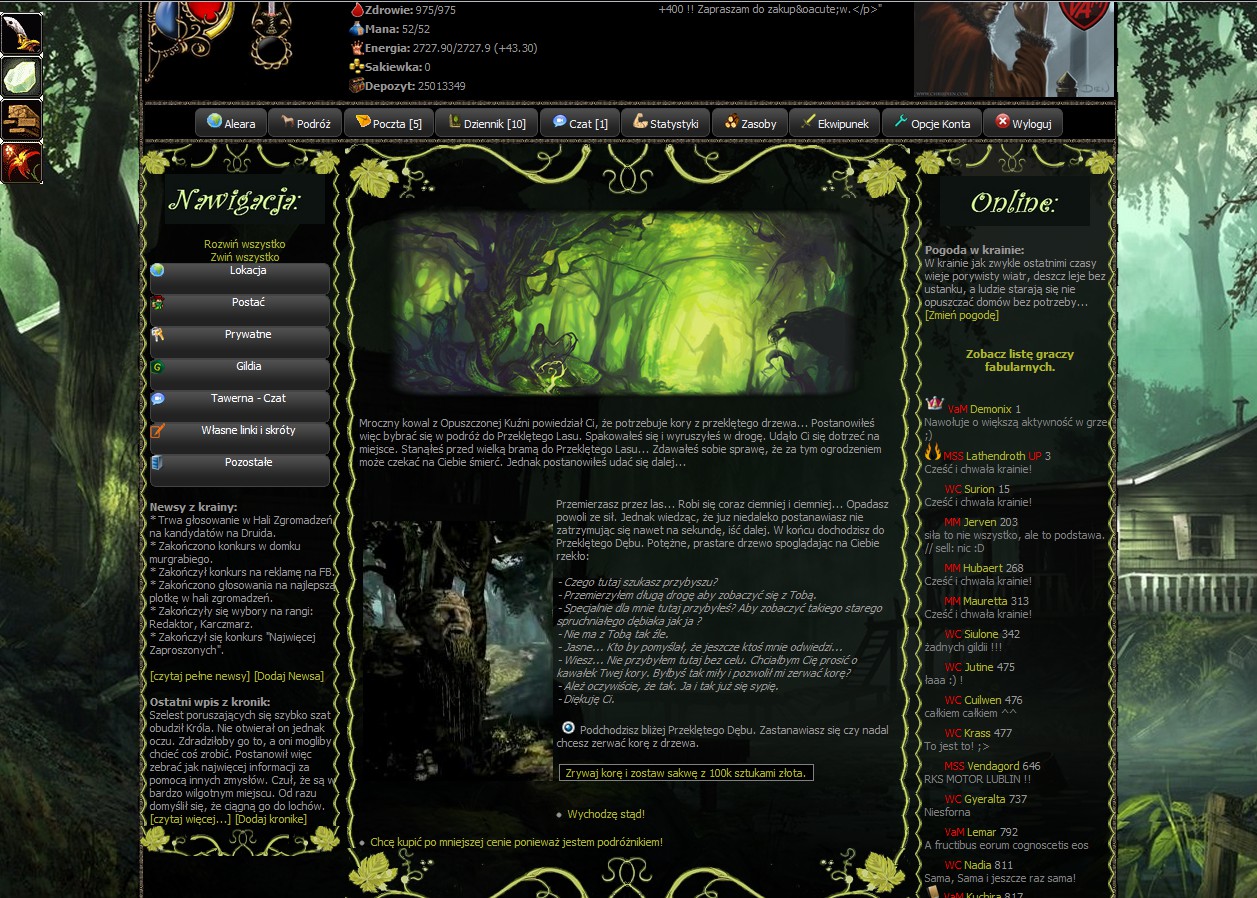 Zdrowie: 975/975
Mana: 52/52
Energia: 2727.90/2727.9 (+43.30)
Sakiewka: 0
Depozyt: 25013349
+400 !! Zapraszam do zakup&oacute;w.</p>"
VAM
Aleara
Podróż
Poczta [5]
Dziennik [10]
Czat [1]
Statystyki
Zasoby
Ekwipunek
Opcje Konta
Wyloguj
Nawigacja:
Rozwiń wszystko
Zwiń wszystko
Lokacja
Postać
Prywatne
Gildia
Tawerna - Czat
Własne linki i skróty
Pozostałe
Newsy z krainy:
* Trwa głosowanie w Hali Zgromadzeń
na kandydatów na Druida.
* Zakończono konkurs w domku
murgrabiego.
* Zakończył konkurs na reklamę na FB.
* Zakończono głosowania na najlepszą
plotkę w hali zgromadzeń.
* Zakończyły się wybory na rangi:
Redaktor, Karczmarz.
* Zakończył się konkurs "Najwięcej
Zaproszonych".
[czytaj pełne newsy] [Dodaj Newsa]
Ostatni wpis z kronik:
Szelest poruszających się szybko szat
obudził Króla. Nie otwierał on jednak
oczu. Zdradziłoby go to, a oni mogliby
chcieć coś zrobić. Postanowił więc
zebrać jak najwięcej informacji za
pomocą innych zmysłów. Czuł, że są w
bardzo wilgotnym miejscu. Od razu
domyślił się, że ciągną go do lochów.
[czytaj więcej...] [Dodaj kronike]
Mroczny kowal z Opuszczonej Kuźni powiedział Ci, że potrzebuje kory z przeklętego drzewa... Postanowiłeś
więc bybrać się w podróż do Przeklętego Lasu. Spakowałeś się i wyruszyłeś w drogę. Udąło Ci się dotrzeć na
miejsce. Stanąłeś przed wielką bramą do Przeklętego Lasu... Zdawałeś sobie sprawę, że za tym ogrodzeniem
może czekać na Ciebie śmierć. Jednak postanowiłeś udać się dalej...
Przemierzasz przez las... Robi się coraz ciemniej i ciemniej... Opadasz
powoli ze sił. Jednak wiedząc, że juz niedaleko postanawiasz nie
zatrzymując się nawet na sekundę, iść dalej. W końcu dochodzisz do
Przeklętego Dębu. Potężne, prastare drzewo spoglądając na Ciebie
rzekło:
- Czego tutaj szukasz przybyszu?
- Przemierzyłem długą drogę aby zobaczyć się z Tobą.
- Specjalnie dla mnie tutaj przybyłeś? Aby zobaczyć takiego starego
spruchniałego dębiaka jak ja ?
- Nie ma z Tobą tak źle.
- Jasne... Kto by pomyślał, że jeszcze ktoś mnie odwiedzi...
- Wiesz... Nie przybyłem tutaj bez celu. Chciałbym Cię prosić o
kawałek Twej kory. Byłbyś tak miły i pozwolił mi zerwać korę?
- Ależ oczywiście, że tak. Ja i tak już się sypię.
- Diękuję Ci.
Podchodzisz bliżej Przeklętego Dębu. Zastanawiasz się czy nadal
chcesz zerwać korę z drzewa.
Zrywaj korę i zostaw sakwę z 100k sztukami złota.
Wychodzę stąd!
Chcę kupić po mniejszej cenie ponieważ jestem podróżnikiem!
Online:
Pogoda w krainie:
W krainie jak zwykle ostatnimi czasy
wieje porywisty wiatr, deszcz leje bez
ustanku, a ludzie starają się nie
opuszczać domów bez potrzeby...
[Zmień pogodę]
Zobacz listę graczy
fabularnych.
VaM Demonix 1
Nawołuje o większą aktywność w grze
;)
MSS Lathendroth UP 3
Cześć i chwała krainie!
WC Surion 15
Cześć i chwała krainie!
MM Jerven 203
siła to nie wszystko, ale to podstawa.
// sell: nic :D
MM Hubaert 268
Cześć i chwała krainie!
MM Mauretta 313
Cześć i chwała krainie!
WC Siulone 342
żadnych gildii !!!
WC Jutine 475
łaaa :) !
WC Cuilwen 476
całkiem całkiem ^^
WC Krass 477
To jest to! ;>
MSS Vendagord 646
RKS MOTOR LUBLIN !!
WC Gyeralta 737
Niesforna
VaM Lemar 792
A fructibus eorum cognoscetis eos
WC Nadia 811
Sama, Sama i jeszcze raz sama!
VaM Kuchira 817